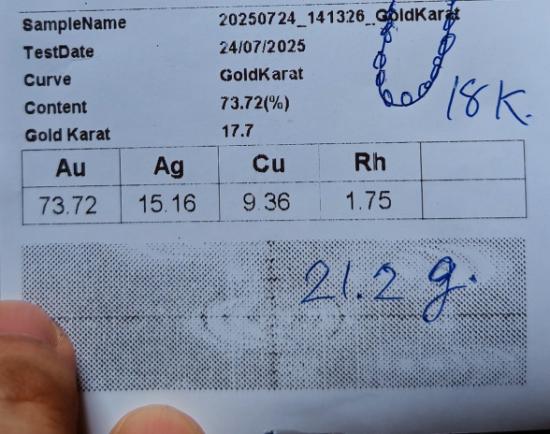 SampleName 20250724_141326_GoldKarat
TestDate 24/07/2025
Curve GoldKarat
Content 73.72(%)
18K.
Gold Karat 17.7
Au Ag Cu Rh
73.72 15.16 9.36 1.75
21.2 g.